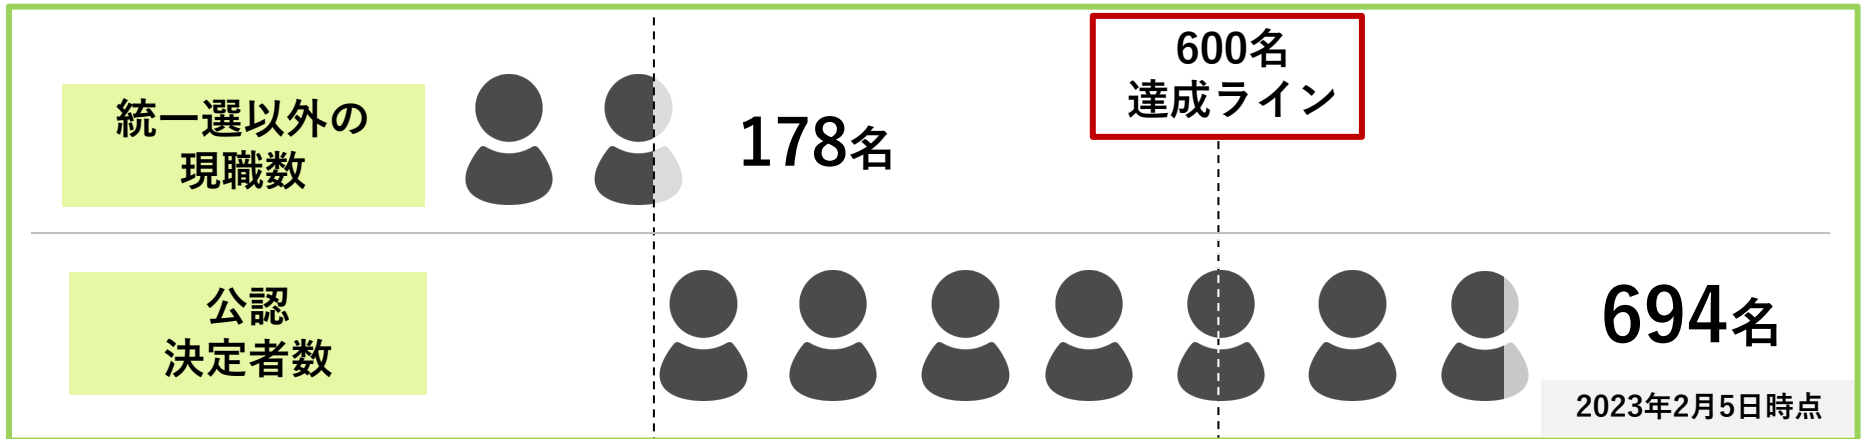 統一選以外の
現職数
178名
600名
達成ライン
公認
決定者数
694名
2023年2月5日時点